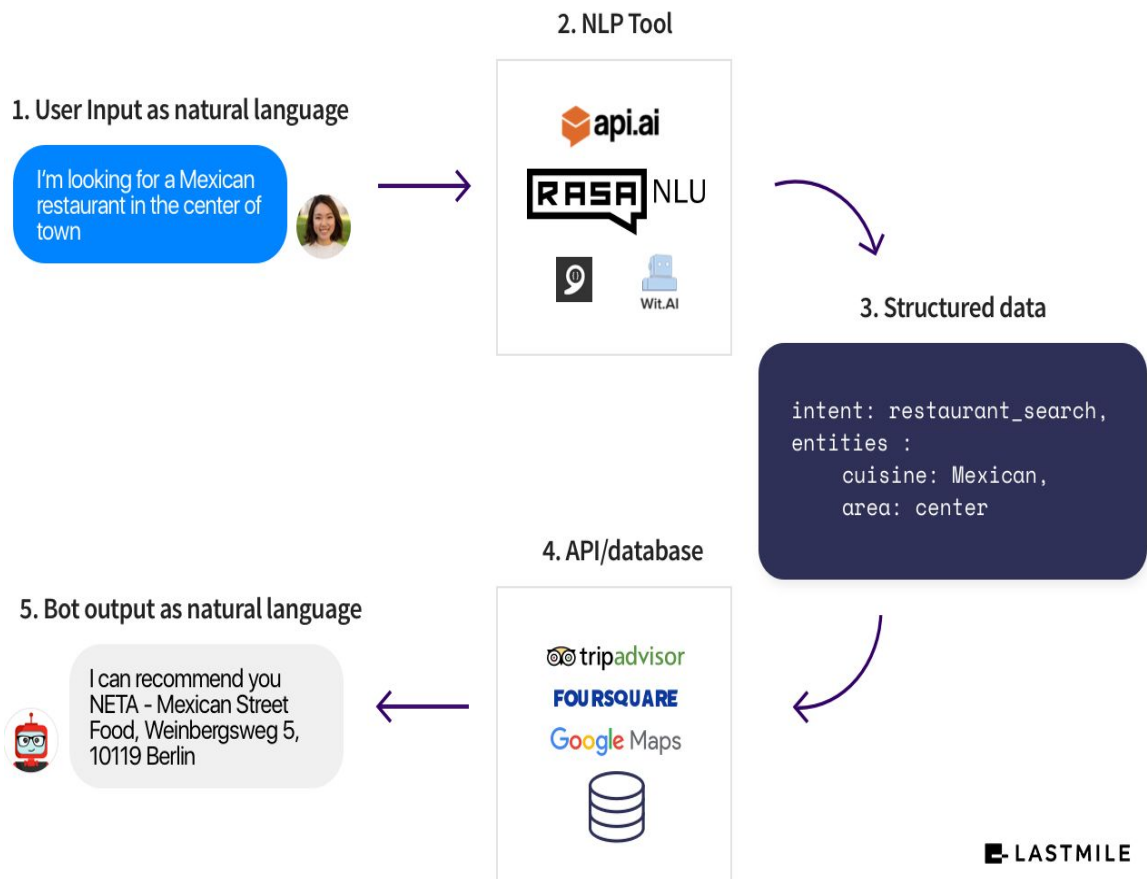 2. NLP Tool
1. User Input as natural language
I'm looking for a Mexican
restaurant in the center of
town
api.ai
RASA NLU
Wit.AI
3. Structured data
intent: restaurant_search,
entities :
cuisine: Mexican,
area: center
4. API/database
tripadvisor
FOURSQUARE
Google Maps
5. Bot output as natural language
I can recommend you
NETA - Mexican Street
Food, Weinbergsweg 5,
10119 Berlin
LASTMILE